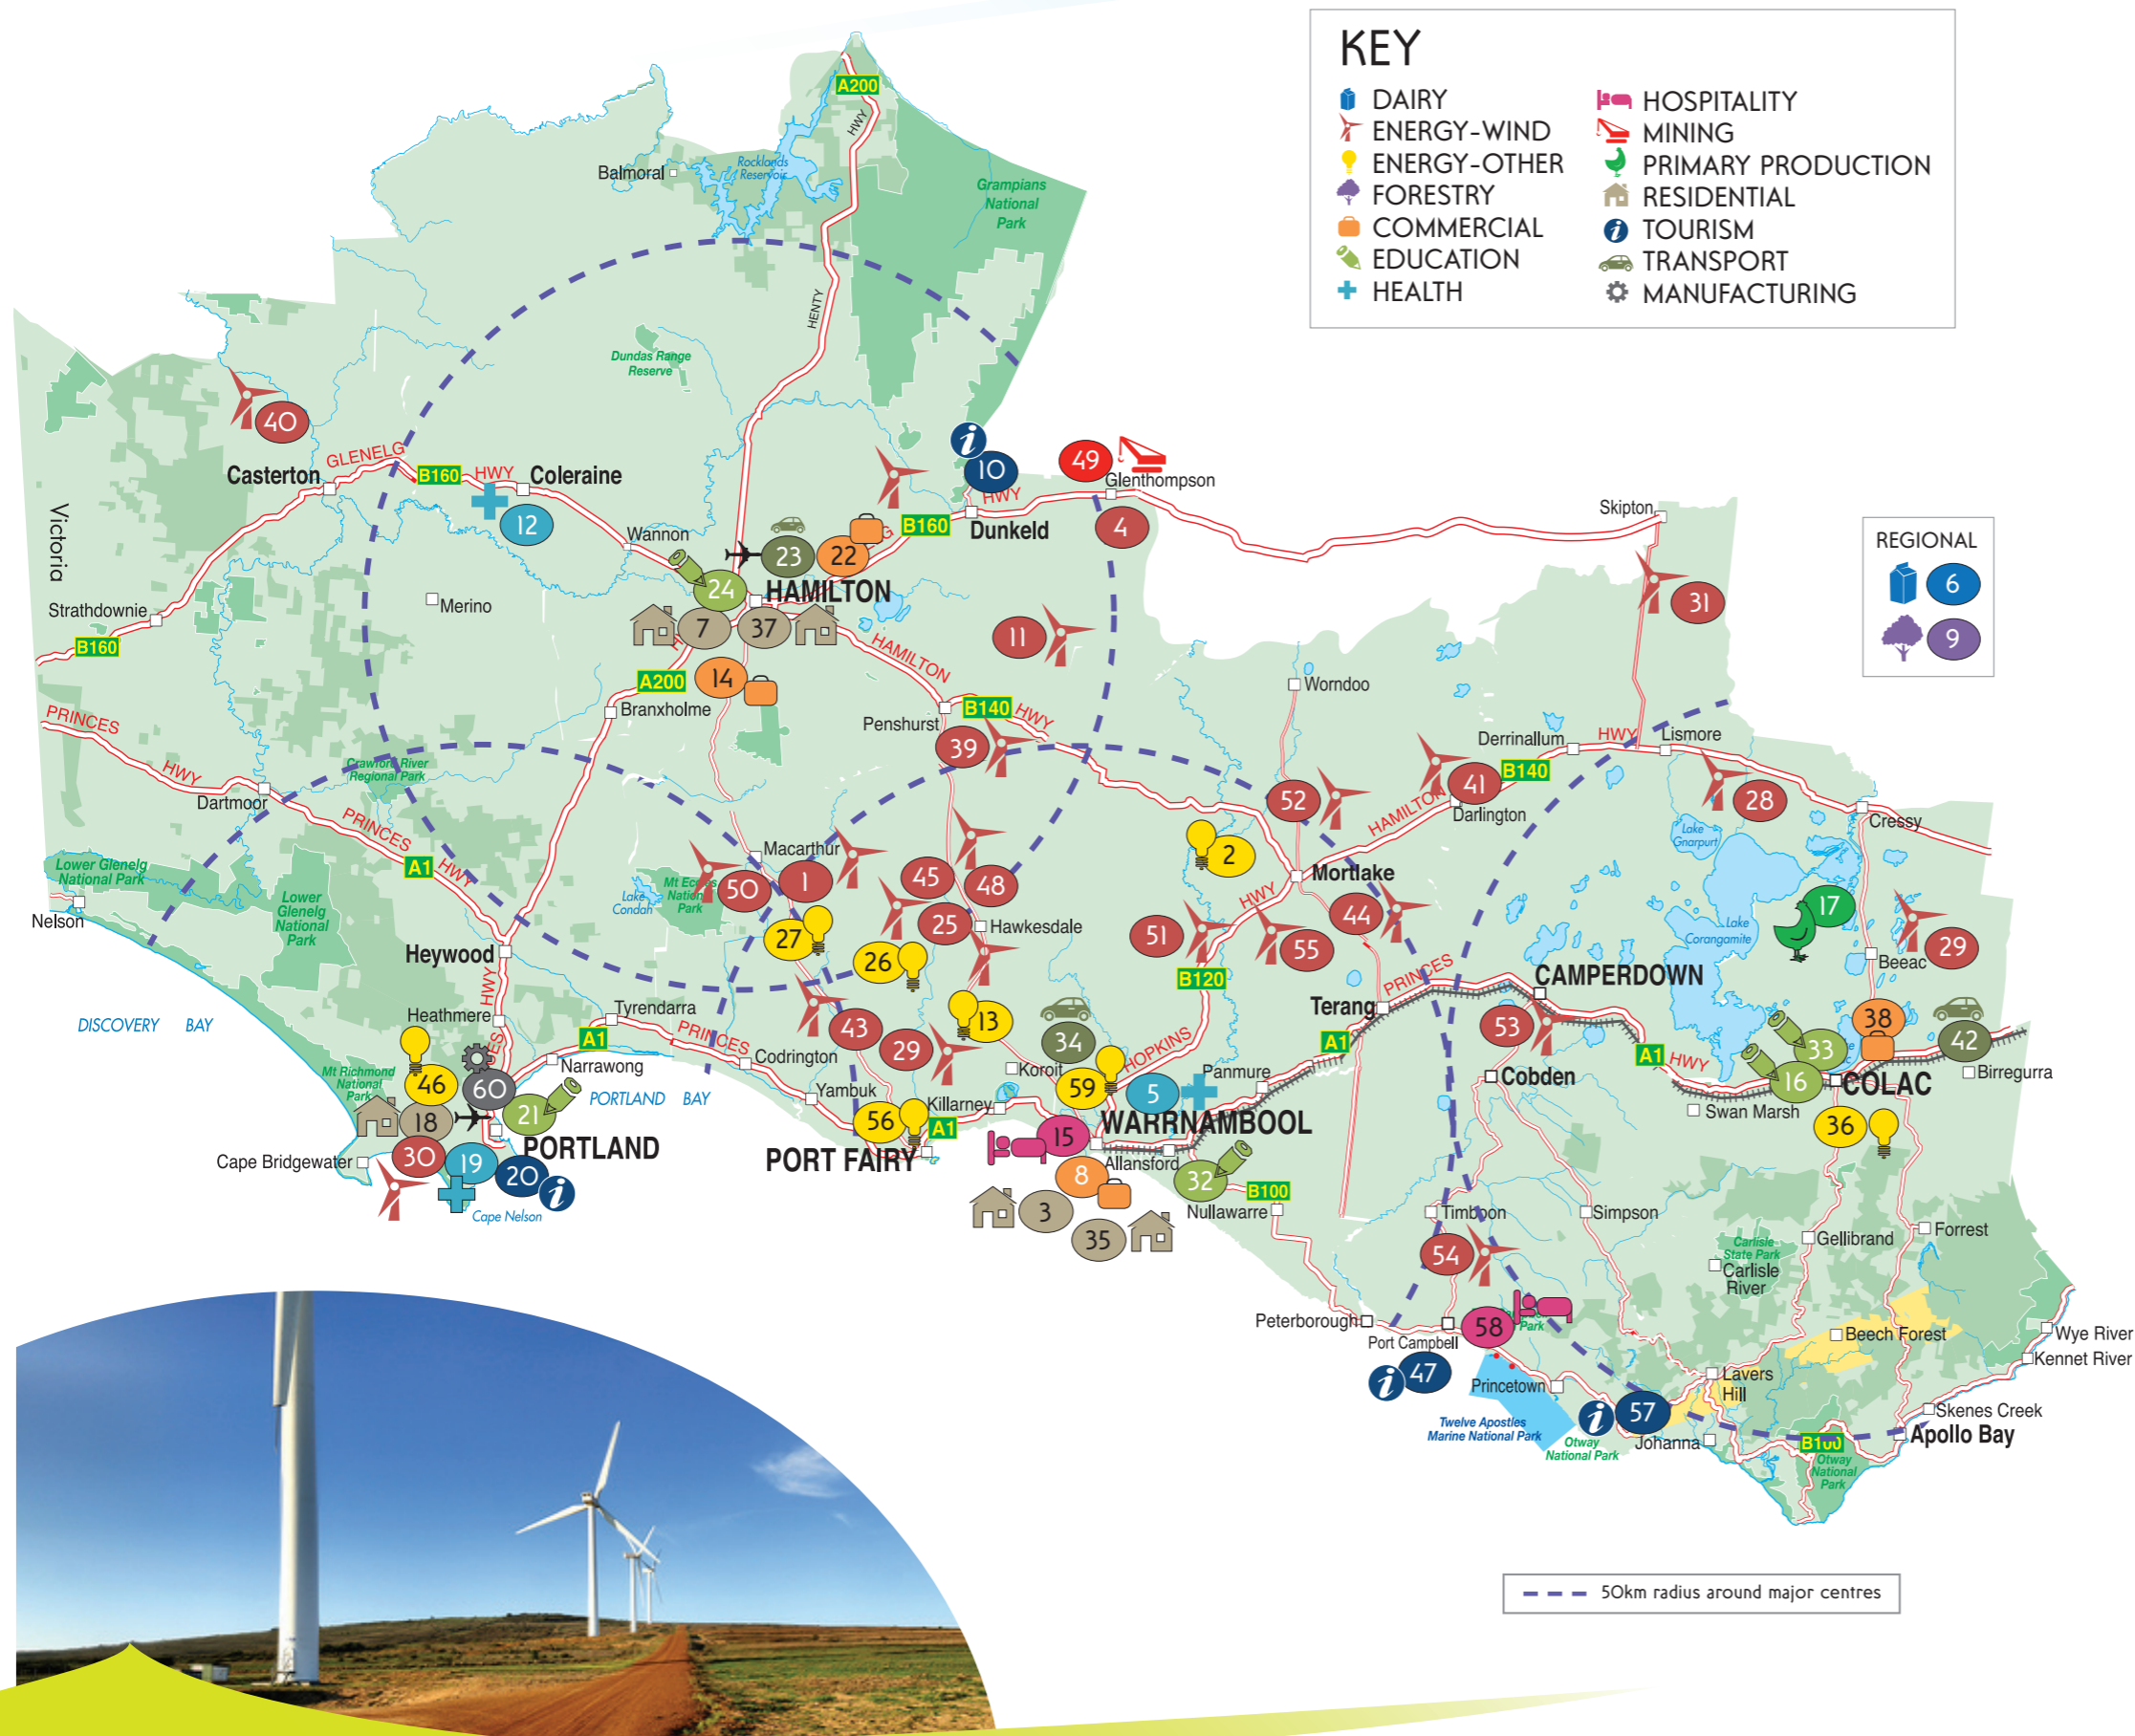 KEY
DAIRY
ENERGY-WIND
ENERGY-OTHER
FORESTRY
COMMERCIAL
EDUCATION
HEALTH
HOSPITALITY
MINING
PRIMARY PRODUCTION
RESIDENTIAL
TOURISM
TRANSPORT
MANUFACTURING
REGIONAL
6
9
A200
HWY
Balmoral
Rocklands
Reservoir
Grampians
National
Park
HENTY
Dundas Range
Reserve
40
Casterton
GLENELG
B160
HWY
Coleraine
12
Victoria
Wannon
i
10
HWY
Dunkeld
49
Glenthompson
4
B160
23
22
24
HAMILTON
7
37
14
A200
Branxholme
Merino
Strathdownie
B160
11
HAMILTON
Penshurst
B140
HWY
39
Skipton
31
Worndoo
Derrinallum
HWY
Lismore
41
B140
28
52
HAMILTON
Darlington
Cressy
Lake
Gnarpurt
PRINCES
HWY
Dartmoor
Crawford River
Regional Park
PRINCES
HWY
A1
Lower Glenelg
National Park
Nelson
Lower
Glenelg
National
Park
Heywood
HWY
Lake
Condah
Mt Eccles
National
Park
Macarthur
50
1
45
48
25
Hawkesdale
27
26
2
Mortlake
HWY
44
51
55
B120
17
Lake
Corangamite
29
Beeac
PRINCES
CAMPERDOWN
Terang
A1
53
A1
HWY
38
33
16
42
COLAC
Birregurra
36
Swan Marsh
Cobden
DISCOVERY BAY
Heathmere
Tyrendarra
A1
PRINCES
Codrington
Narrawong
PORTLAND BAY
Mt Richmond
National
Park
46
60
18
21
PORTLAND
30
19
20
i
Cape Bridgewater
Cape Nelson
43
29
13
34
Koroit
59
HOPKINS
5
Panmure
Yambuk
56
Killarney
A1
PORT FAIRY
15
WARRNAMBOOL
Allansford
8
3
35
32
B100
Nullawarre
Timboon
Simpson
54
Carlisle
State Park
Carlisle
River
Gellibrand
Forrest
Peterborough
Port Campbell
58
Park
i
47
Princetown
Twelve Apostles
Marine National Park
i
57
Otway
National Park
Johanna
Lavers
Hill
Beech Forest
Wye River
Kennet River
Skenes Creek
Apollo Bay
B100
Otway
National
Park
50km radius around major centres